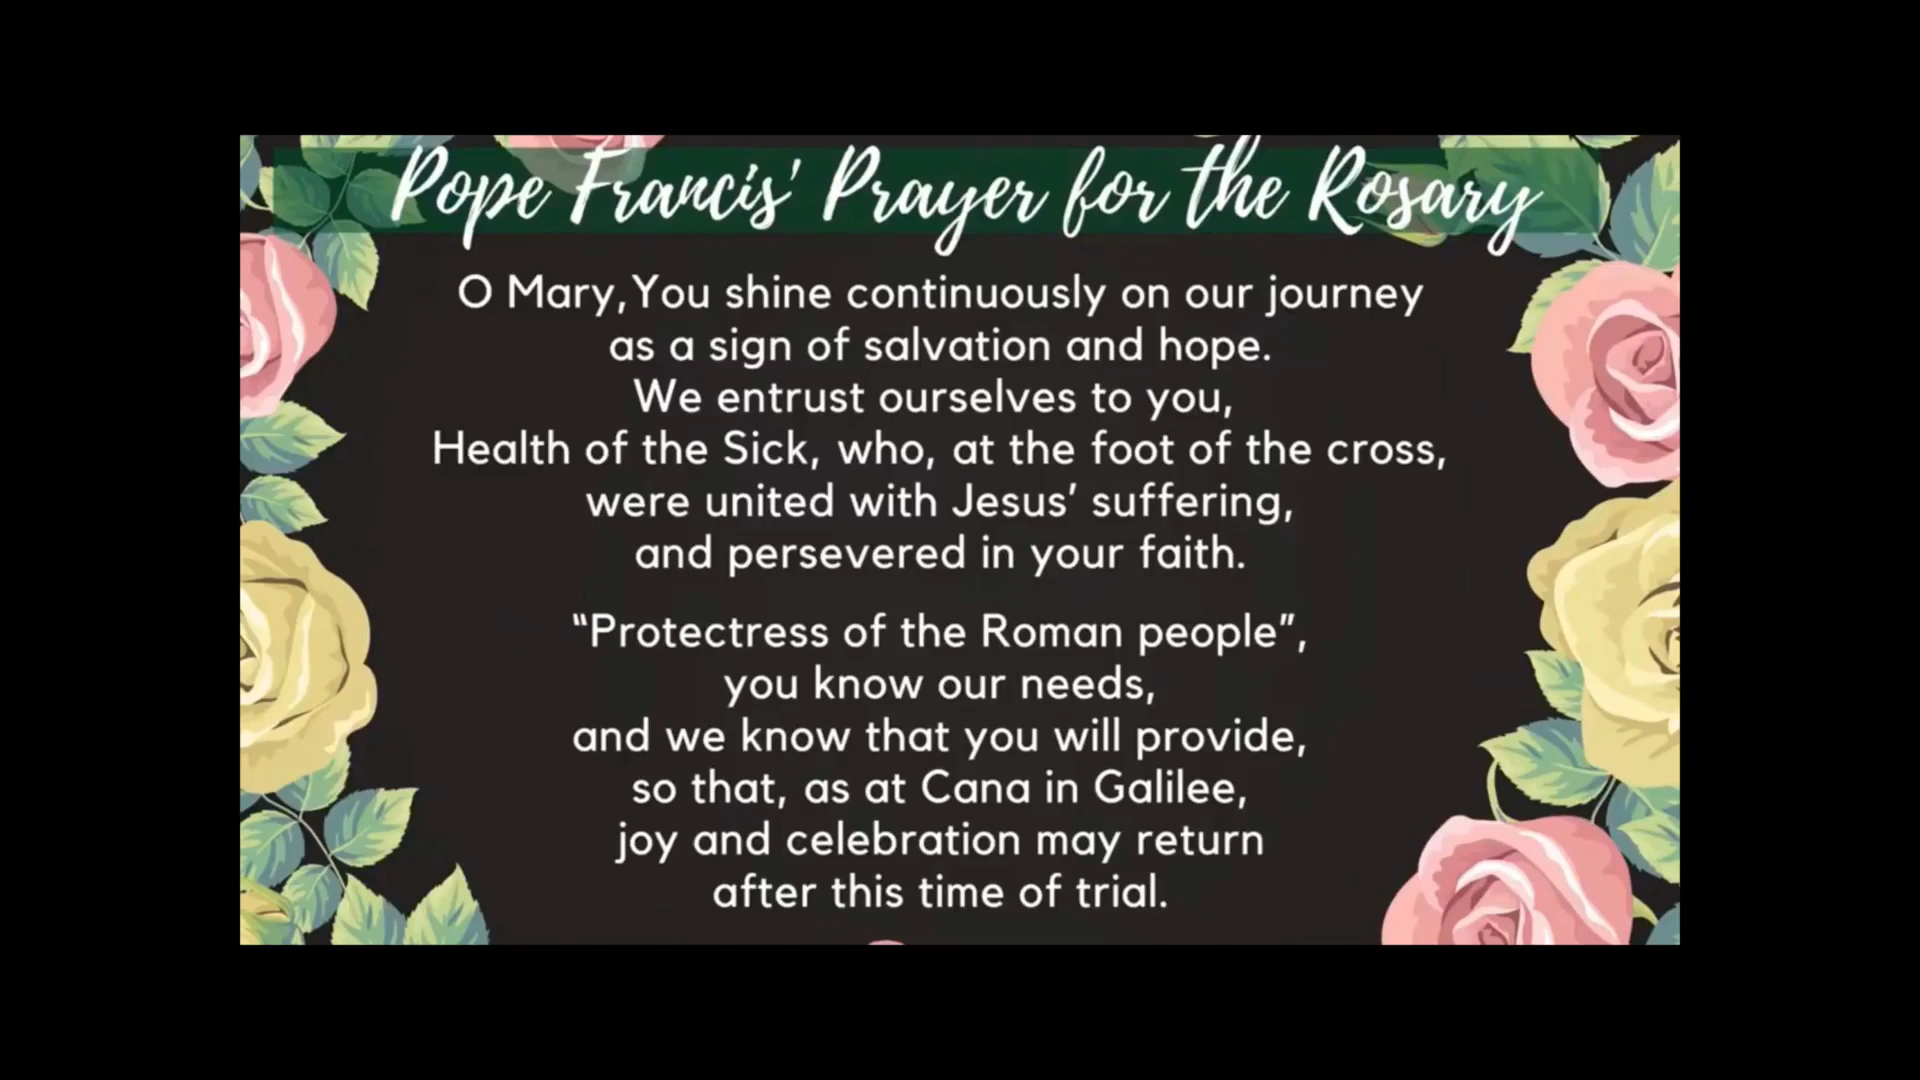 Pope Francis' Prayer for the Rosary
O Mary,You shine continuously on our journey
as a sign of salvation and hope.
We entrust ourselves to you,
Health of the Sick, who, at the foot of the cross,
were united with Jesus’ suffering,
and persevered in your faith.
“Protectress of the Roman people”,
you know our needs,
and we know that you will provide,
so that, as at Cana in Galilee,
joy and celebration may return
after this time of trial.